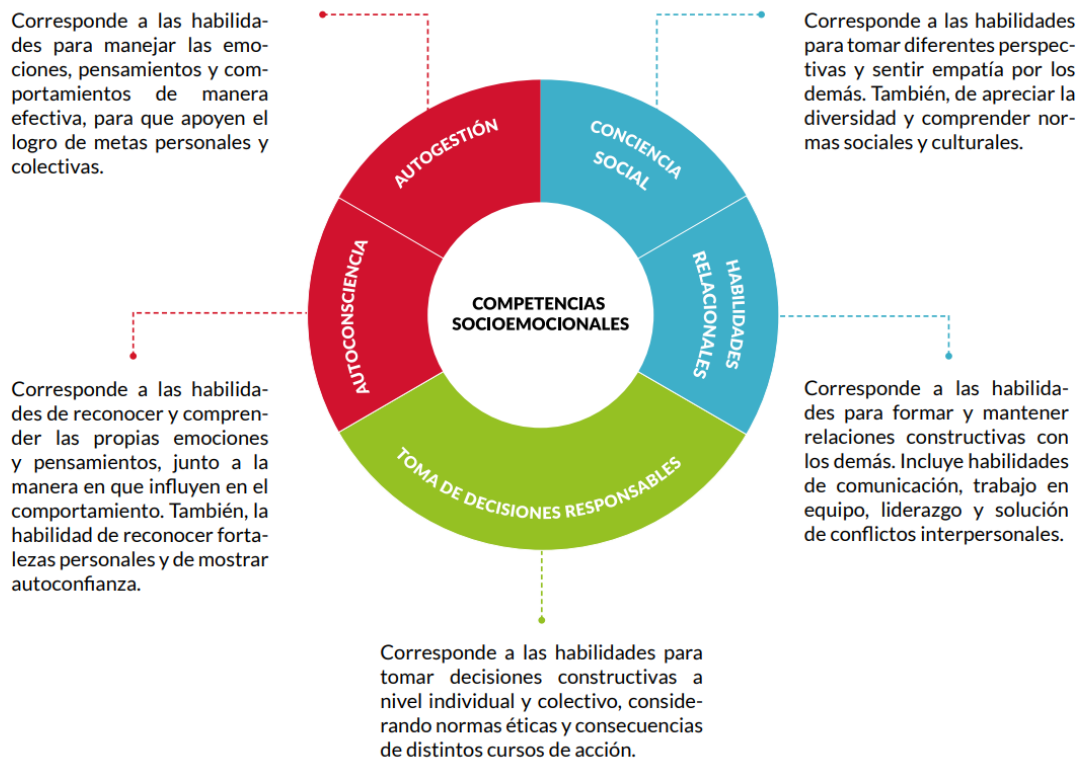 Corresponde a las habilida-
des para manejar las emo-
ciones, pensamientos y com-
portamientos de manera
efectiva, para que apoyen el
logro de metas personales y
colectivas.
Corresponde a las habilidades
para tomar diferentes perspec-
tivas y sentir empatía por los
demás. También, de apreciar la
diversidad y comprender nor-
mas sociales y culturales.
AUTOGESTIÓN
CONCIENCIA
SOCIAL
AUTOCONSCIENCIA
COMPETENCIAS
SOCIOEMOCIONALES
HABILIDADES
RELACIONALES
TOMA DE DECISIONES RESPONSABLES
Corresponde a las habilida-
des de reconocer y compren-
der las propias emociones
y pensamientos, junto a la
manera en que influyen en el
comportamiento. También, la
habilidad de reconocer forta-
lezas personales y de mostrar
autoconfianza.
Corresponde a las habilida-
des para formar y mantener
relaciones constructivas con
los demás. Incluye habilidades
de comunicación, trabajo en
equipo, liderazgo y solución
de conflictos interpersonales.
Corresponde a las habilidades para
tomar decisiones constructivas a
nivel individual y colectivo, conside-
rando normas éticas y consecuencias
de distintos cursos de acción.